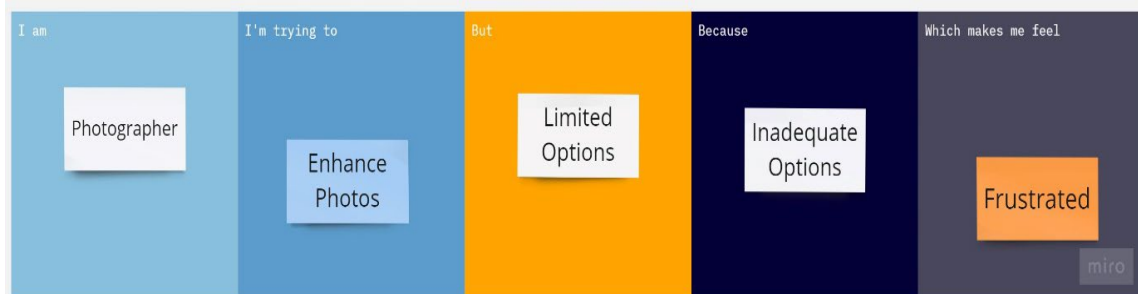 I am
Photographer
I'm trying to
Enhance
Photos
But
Limited
Options
Because
Inadequate
Options
Which makes me feel
Frustrated
miro